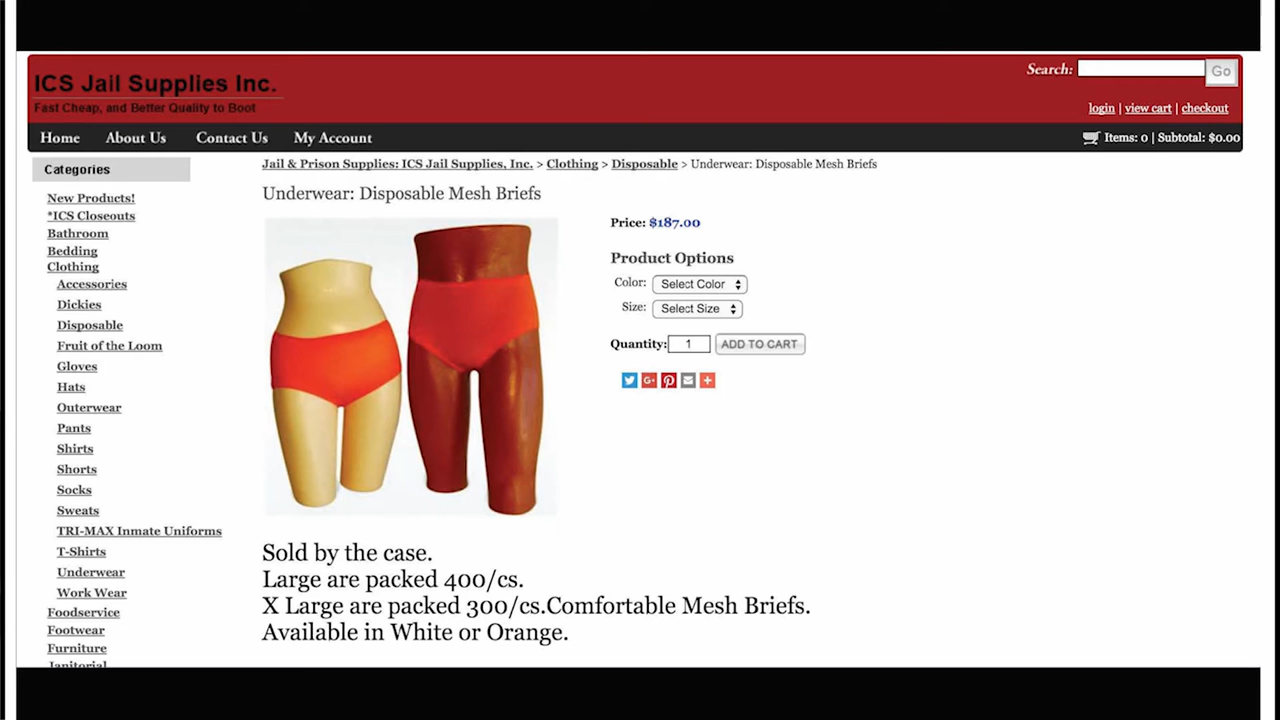 ICS Jail Supplies Inc.
Fast Cheap, and Better Quality to Boot
Search:
Go
login | view cart | checkout
Home About Us Contact Us My Account
Items: 0 | Subtotal: $0.00
Categories
New Products!
*ICS Closeouts
Bathroom
Bedding
Clothing
Accessories
Dickies
Disposable
Fruit of the Loom
Gloves
Hats
Outerwear
Pants
Shirts
Shorts
Socks
Sweats
TRI-MAX Inmate Uniforms
T-Shirts
Underwear
Work Wear
Foodservice
Footwear
Furniture
Janitorial
Jail & Prison Supplies: ICS Jail Supplies, Inc. > Clothing > Disposable > Underwear: Disposable Mesh Briefs
Underwear: Disposable Mesh Briefs
Price: $187.00
Product Options
Color: Select Color
Size: Select Size
Quantity: 1 ADD TO CART
Sold by the case.
Large are packed 400/cs.
X Large are packed 300/cs.Comfortable Mesh Briefs.
Available in White or Orange.